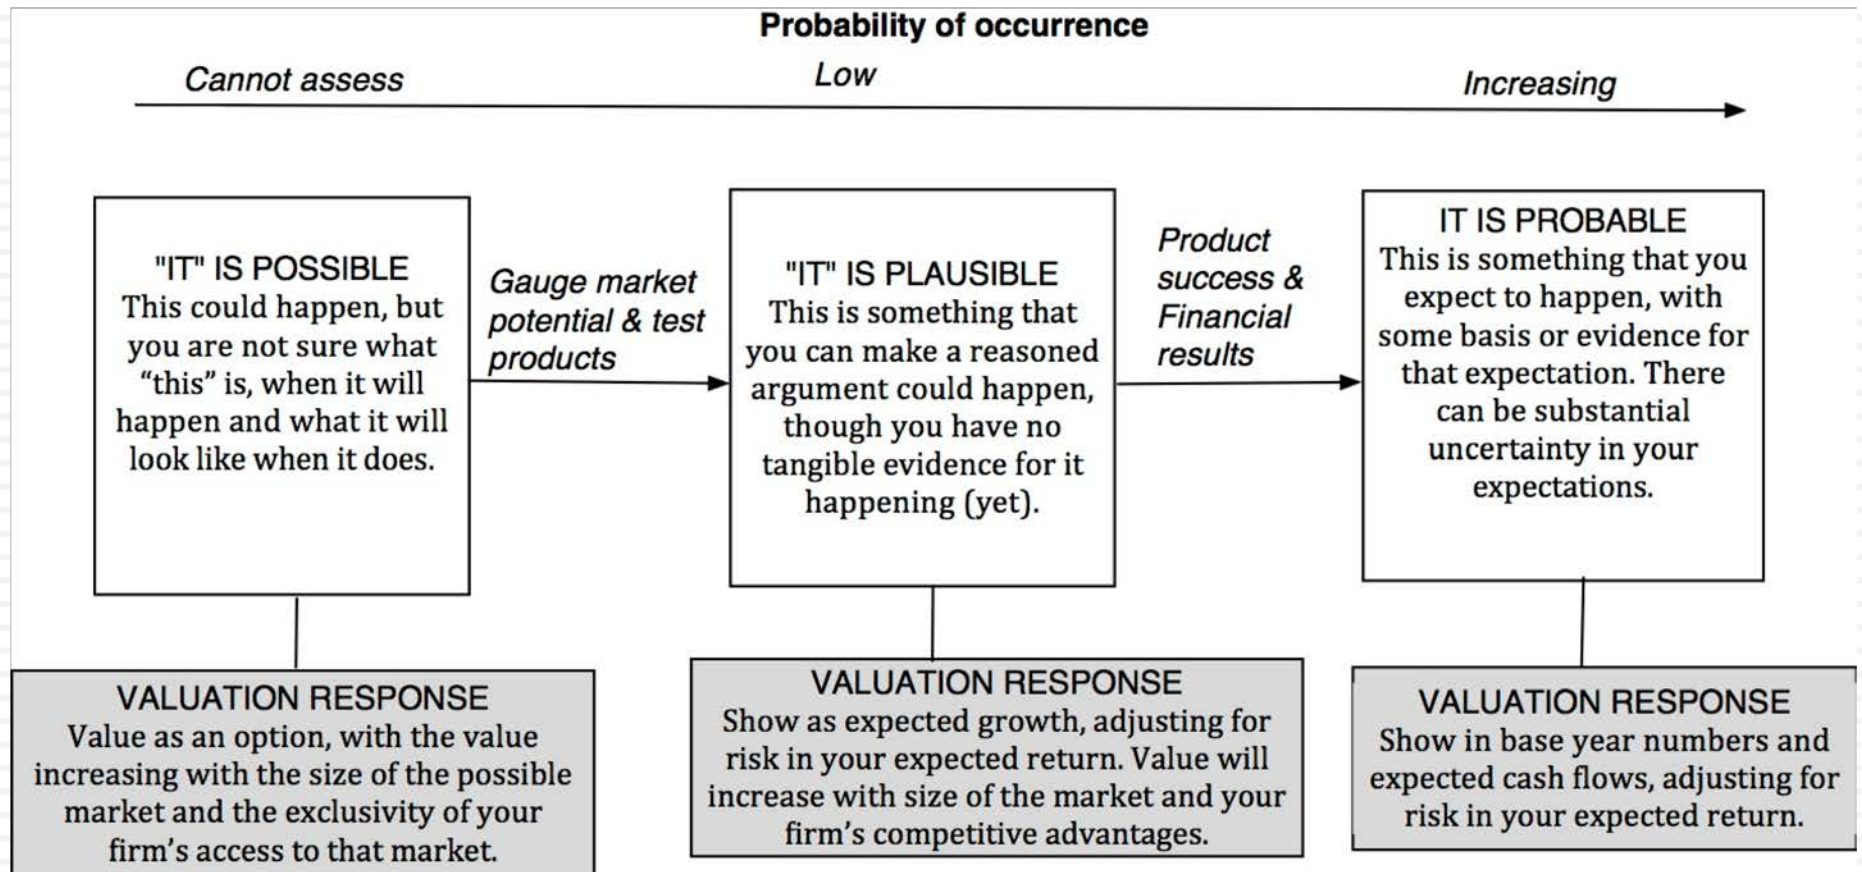 Probability of occurrence
Cannot assess
Low
Increasing
"IT" IS POSSIBLE
This could happen, but
you are not sure what
“this” is, when it will
happen and what it will
look like when it does.
Gauge market
potential & test
products
"IT" IS PLAUSIBLE
This is something that
you can make a reasoned
argument could happen,
though you have no
tangible evidence for it
happening (yet).
Product
success &
Financial
results
IT IS PROBABLE
This is something that you
expect to happen, with
some basis or evidence for
that expectation. There
can be substantial
uncertainty in your
expectations.
VALUATION RESPONSE
Value as an option, with the value
increasing with the size of the possible
market and the exclusivity of your
firm’s access to that market.
VALUATION RESPONSE
Show as expected growth, adjusting for
risk in your expected return. Value will
increase with size of the market and your
firm’s competitive advantages.
VALUATION RESPONSE
Show in base year numbers and
expected cash flows, adjusting for
risk in your expected return.